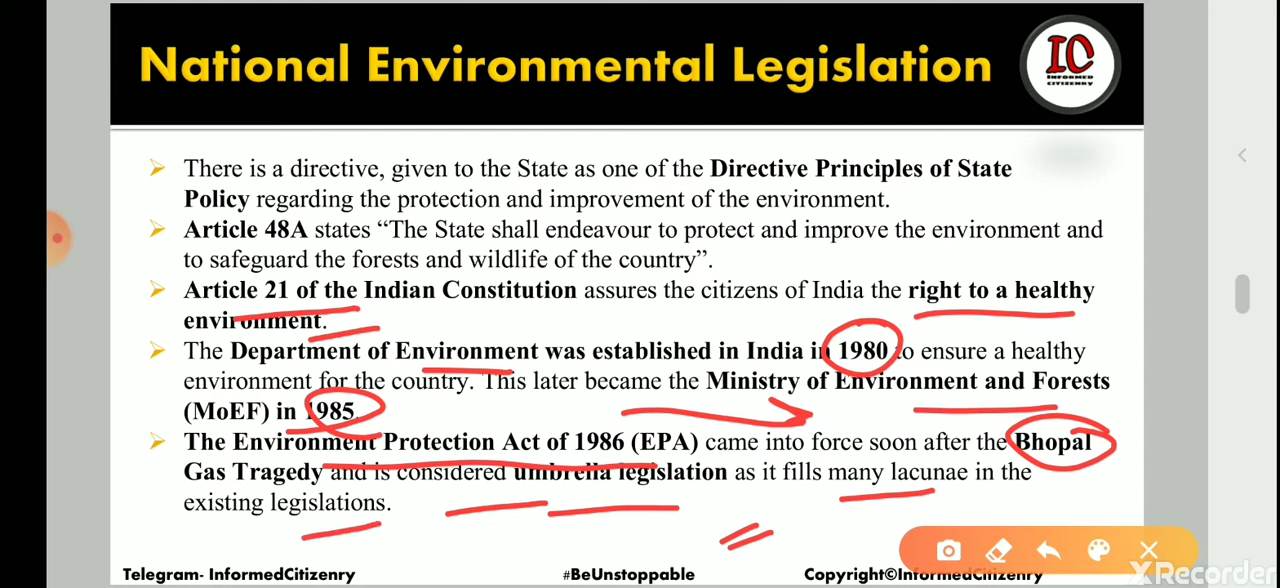 National Environmental Legislation
IC
INFORMED
CITIZENRY
There is a directive, given to the State as one of the Directive Principles of State
Policy regarding the protection and improvement of the environment.
Article 48A states “The State shall endeavour to protect and improve the environment and
to safeguard the forests and wildlife of the country”.
Article 21 of the Indian Constitution assures the citizens of India the right to a healthy
environment.
The Department of Environment was established in India in 1980 to ensure a healthy
environment for the country. This later became the Ministry of Environment and Forests
(MoEF) in 1985.
The Environment Protection Act of 1986 (EPA) came into force soon after the Bhopal
Gas Tragedy and is considered umbrella legislation as it fills many lacunae in the
existing legislations.
Telegram- InformedCitizenry #BeUnstoppable Copyright©InformedCitizenry
XRecorder